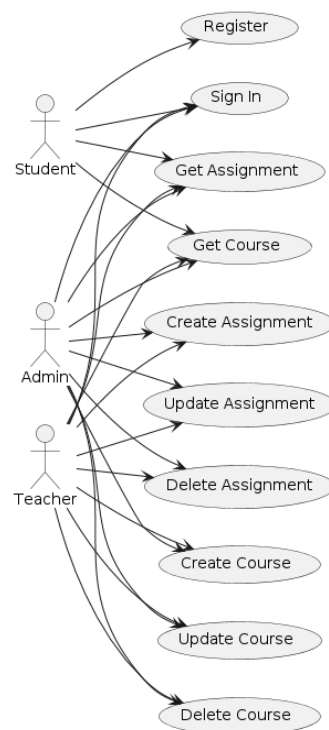 Register
Sign In
Student
Get Assignment
Get Course
Create Assignment
Admin
Update Assignment
Delete Assignment
Teacher
Create Course
Update Course
Delete Course